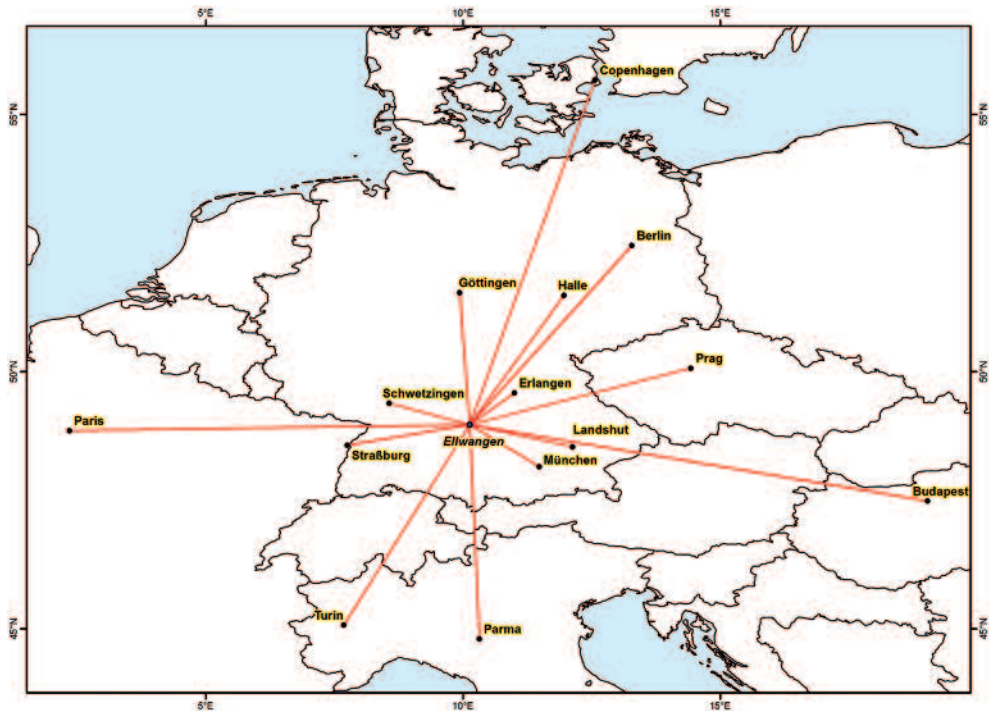 5°E
10°E
15°E
Copenhagen
55°N
55°N
Berlin
Göttingen
Halle
50°N
50°N
Prag
Erlangen
Schwetzingen
Paris
Landshut
Ellwangen
Straßburg
München
Budapest
Turin
Parma
45°N
45°N
5°E
10°E
15°E